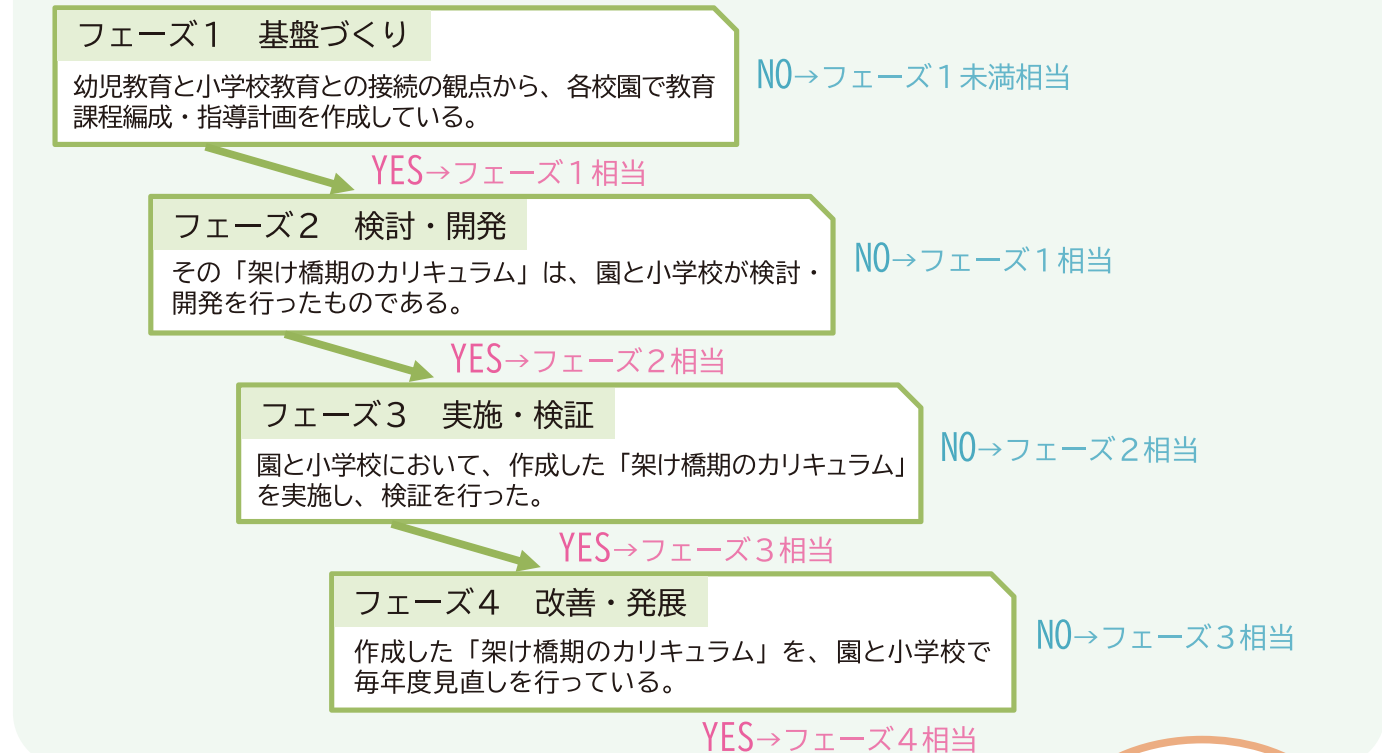 フェーズ1　基盤づくり
幼児教育と小学校教育との接続の観点から、各校園で教育
課程編成・指導計画を作成している。
NO→フェーズ1未満相当
YES→フェーズ1相当
フェーズ2　検討・開発
その「架け橋期のカリキュラム」は、園と小学校が検討・
開発を行ったものである。
NO→フェーズ1相当
YES→フェーズ2相当
フェーズ3　実施・検証
園と小学校において、作成した「架け橋期のカリキュラム」
を実施し、検証を行った。
NO→フェーズ2相当
YES→フェーズ3相当
フェーズ4　改善・発展
作成した「架け橋期のカリキュラム」を、園と小学校で
毎年度見直しを行っている。
NO→フェーズ3相当
YES→フェーズ4相当